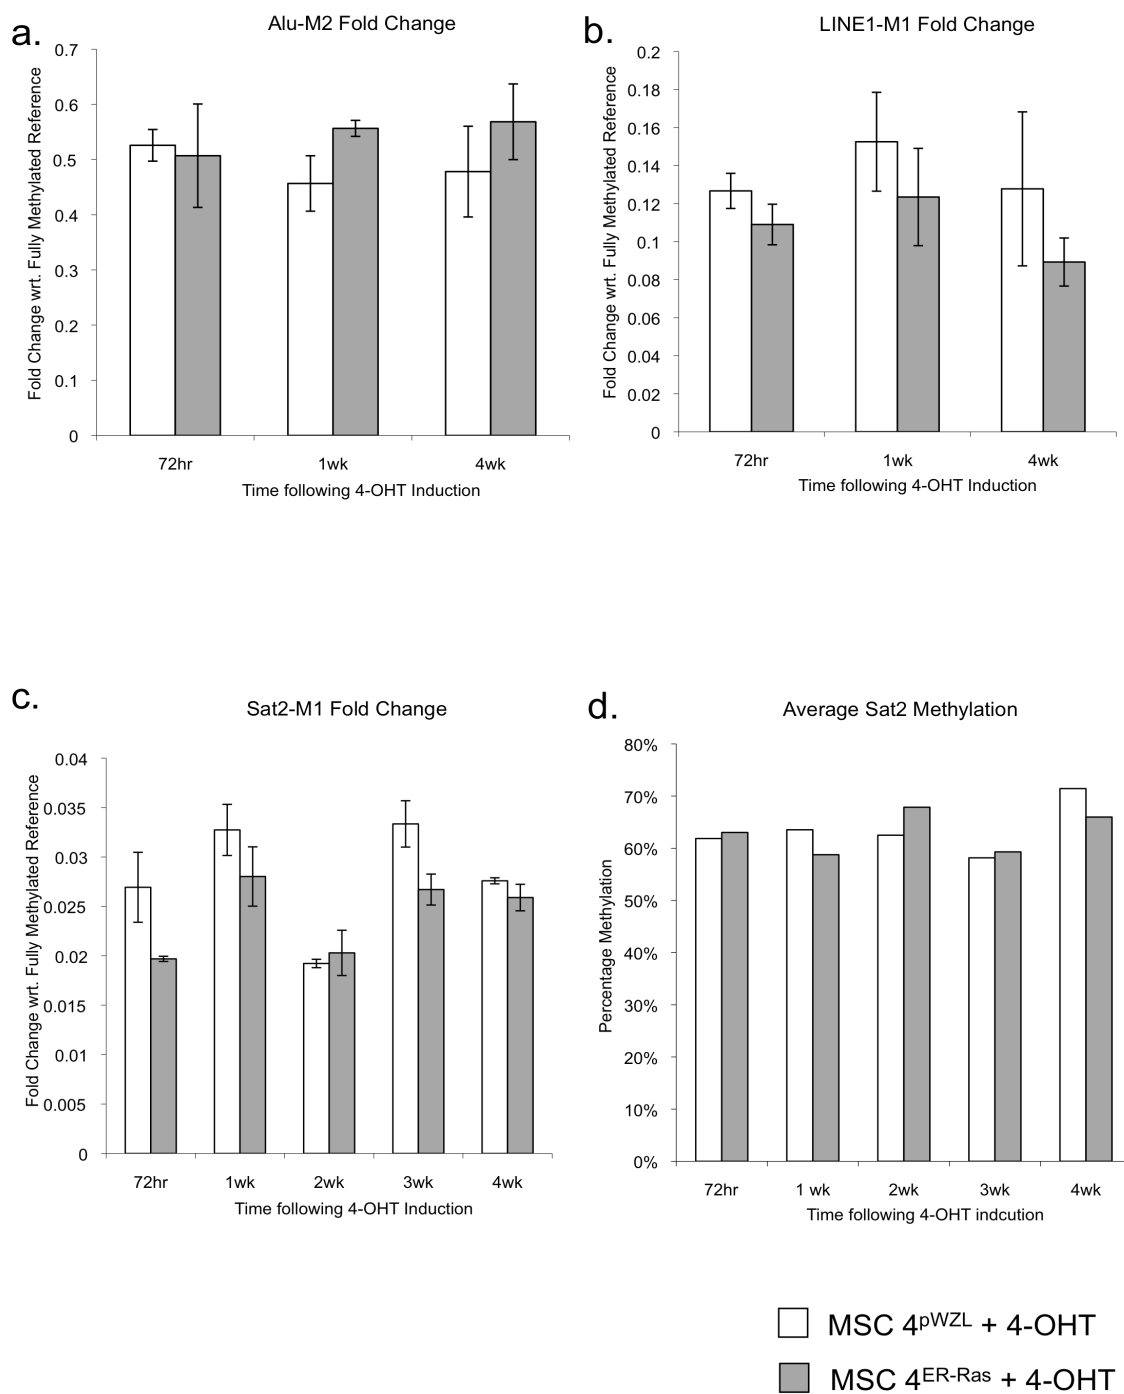 a.
Alu-M2 Fold Change
Fold Change wrt. Fully Methylated Reference
0.7
0.6
0.5
0.4
0.3
0.2
0.1
0
72hr 1wk 4wk
Time following 4-OHT Induction
b.
LINE1-M1 Fold Change
Fold Change wrt. Fully Methylated Reference
0.2
0.18
0.16
0.14
0.12
0.1
0.08
0.06
0.04
0.02
0
72hr 1wk 4wk
Time following 4-OHT Induction
c.
Sat2-M1 Fold Change
Fold Change wrt. Fully Methylated Reference
0.04
0.035
0.03
0.025
0.02
0.015
0.01
0.005
0
72hr 1wk 2wk 3wk 4wk
Time following 4-OHT Induction
d.
Average Sat2 Methylation
Percentage Methylation
80%
70%
60%
50%
40%
30%
20%
10%
0%
72hr 1 wk 2wk 3wk 4wk
Time following 4-OHT indcution
MSC 4pWZL + 4-OHT
MSC 4ER-Ras + 4-OHT